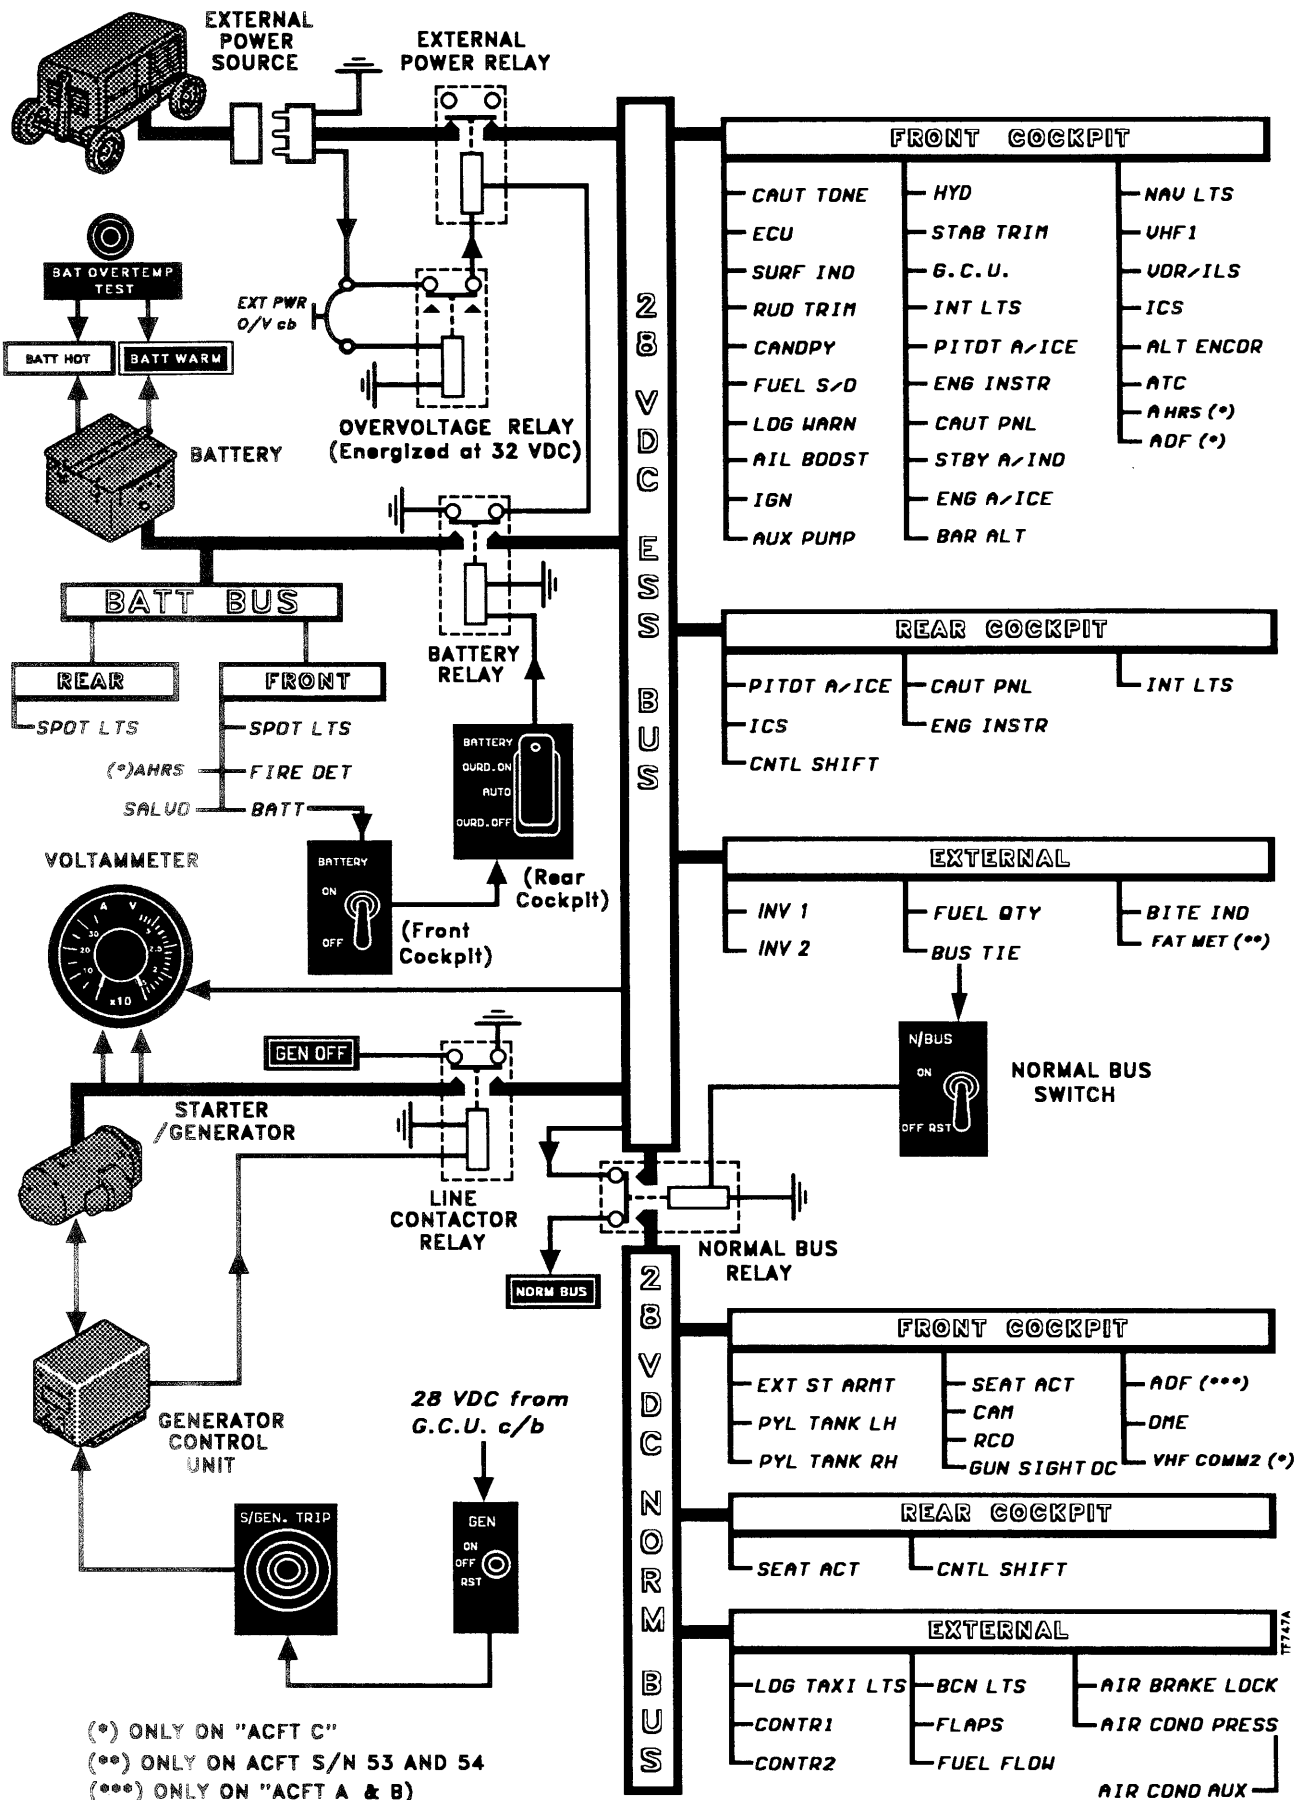 EXTERNAL
POWER
SOURCE
EXTERNAL
POWER RELAY
BAT OVERTEMP
TEST
BATT HOT
BATT WARM
BATTERY
EXT PWR
O/V cb
OVERVOLTAGE RELAY
(Energized at 32 VDC)
BATT BUS
REAR
SPOT LTS
FRONT
SPOT LTS
(*)AHRS
FIRE DET
SALVO
BATT
BATTERY
RELAY
BATTERY
OVRD.ON
AUTO
OVRD.OFF
(Rear
Cockpit)
BATTERY
ON
OFF
(Front
Cockpit)
VOLTAMMETER
A V
30
20
10
2.5
2
x10
GEN OFF
STARTER
/GENERATOR
LINE
CONTACTOR
RELAY
GENERATOR
CONTROL
UNIT
28 VDC from
G.C.U. c/b
S/GEN. TRIP
GEN
ON
OFF
RST
NORM BUS
28 VDC ESS BUS
FRONT COCKPIT
CAUT TONE
ECU
SURF IND
RUD TRIM
CANOPY
FUEL S/O
LDG WARN
AIL BOOST
IGN
AUX PUMP
HYD
STAB TRIM
G.C.U.
INT LTS
PITOT A/ICE
ENG INSTR
CAUT PNL
STBY A/IND
ENG A/ICE
BAR ALT
NAV LTS
VHF1
VOR/ILS
ICS
ALT ENCDR
ATC
AHRS (*)
ADF (*)
REAR COCKPIT
PITOT A/ICE
ICS
CNTL SHIFT
CAUT PNL
ENG INSTR
INT LTS
EXTERNAL
INV 1
INV 2
FUEL QTY
BUS TIE
BITE IND
FAT MET (**)
N/BUS
ON
OFF RST
NORMAL BUS
SWITCH
NORMAL BUS
RELAY
28 VDC NORM BUS
FRONT COCKPIT
EXT ST ARMT
PYL TANK LH
PYL TANK RH
SEAT ACT
CAM
RCD
GUN SIGHT DC
ADF (***)
DME
VHF COMM2 (*)
REAR COCKPIT
SEAT ACT
CNTL SHIFT
EXTERNAL
LDG TAXI LTS
CONTR1
CONTR2
BCN LTS
FLAPS
FUEL FLOW
AIR BRAKE LOCK
AIR COND PRESS
AIR COND AUX
TF747A
(*) ONLY ON "ACFT C"
(**) ONLY ON ACFT S/N 53 AND 54
(***) ONLY ON "ACFT A & B)